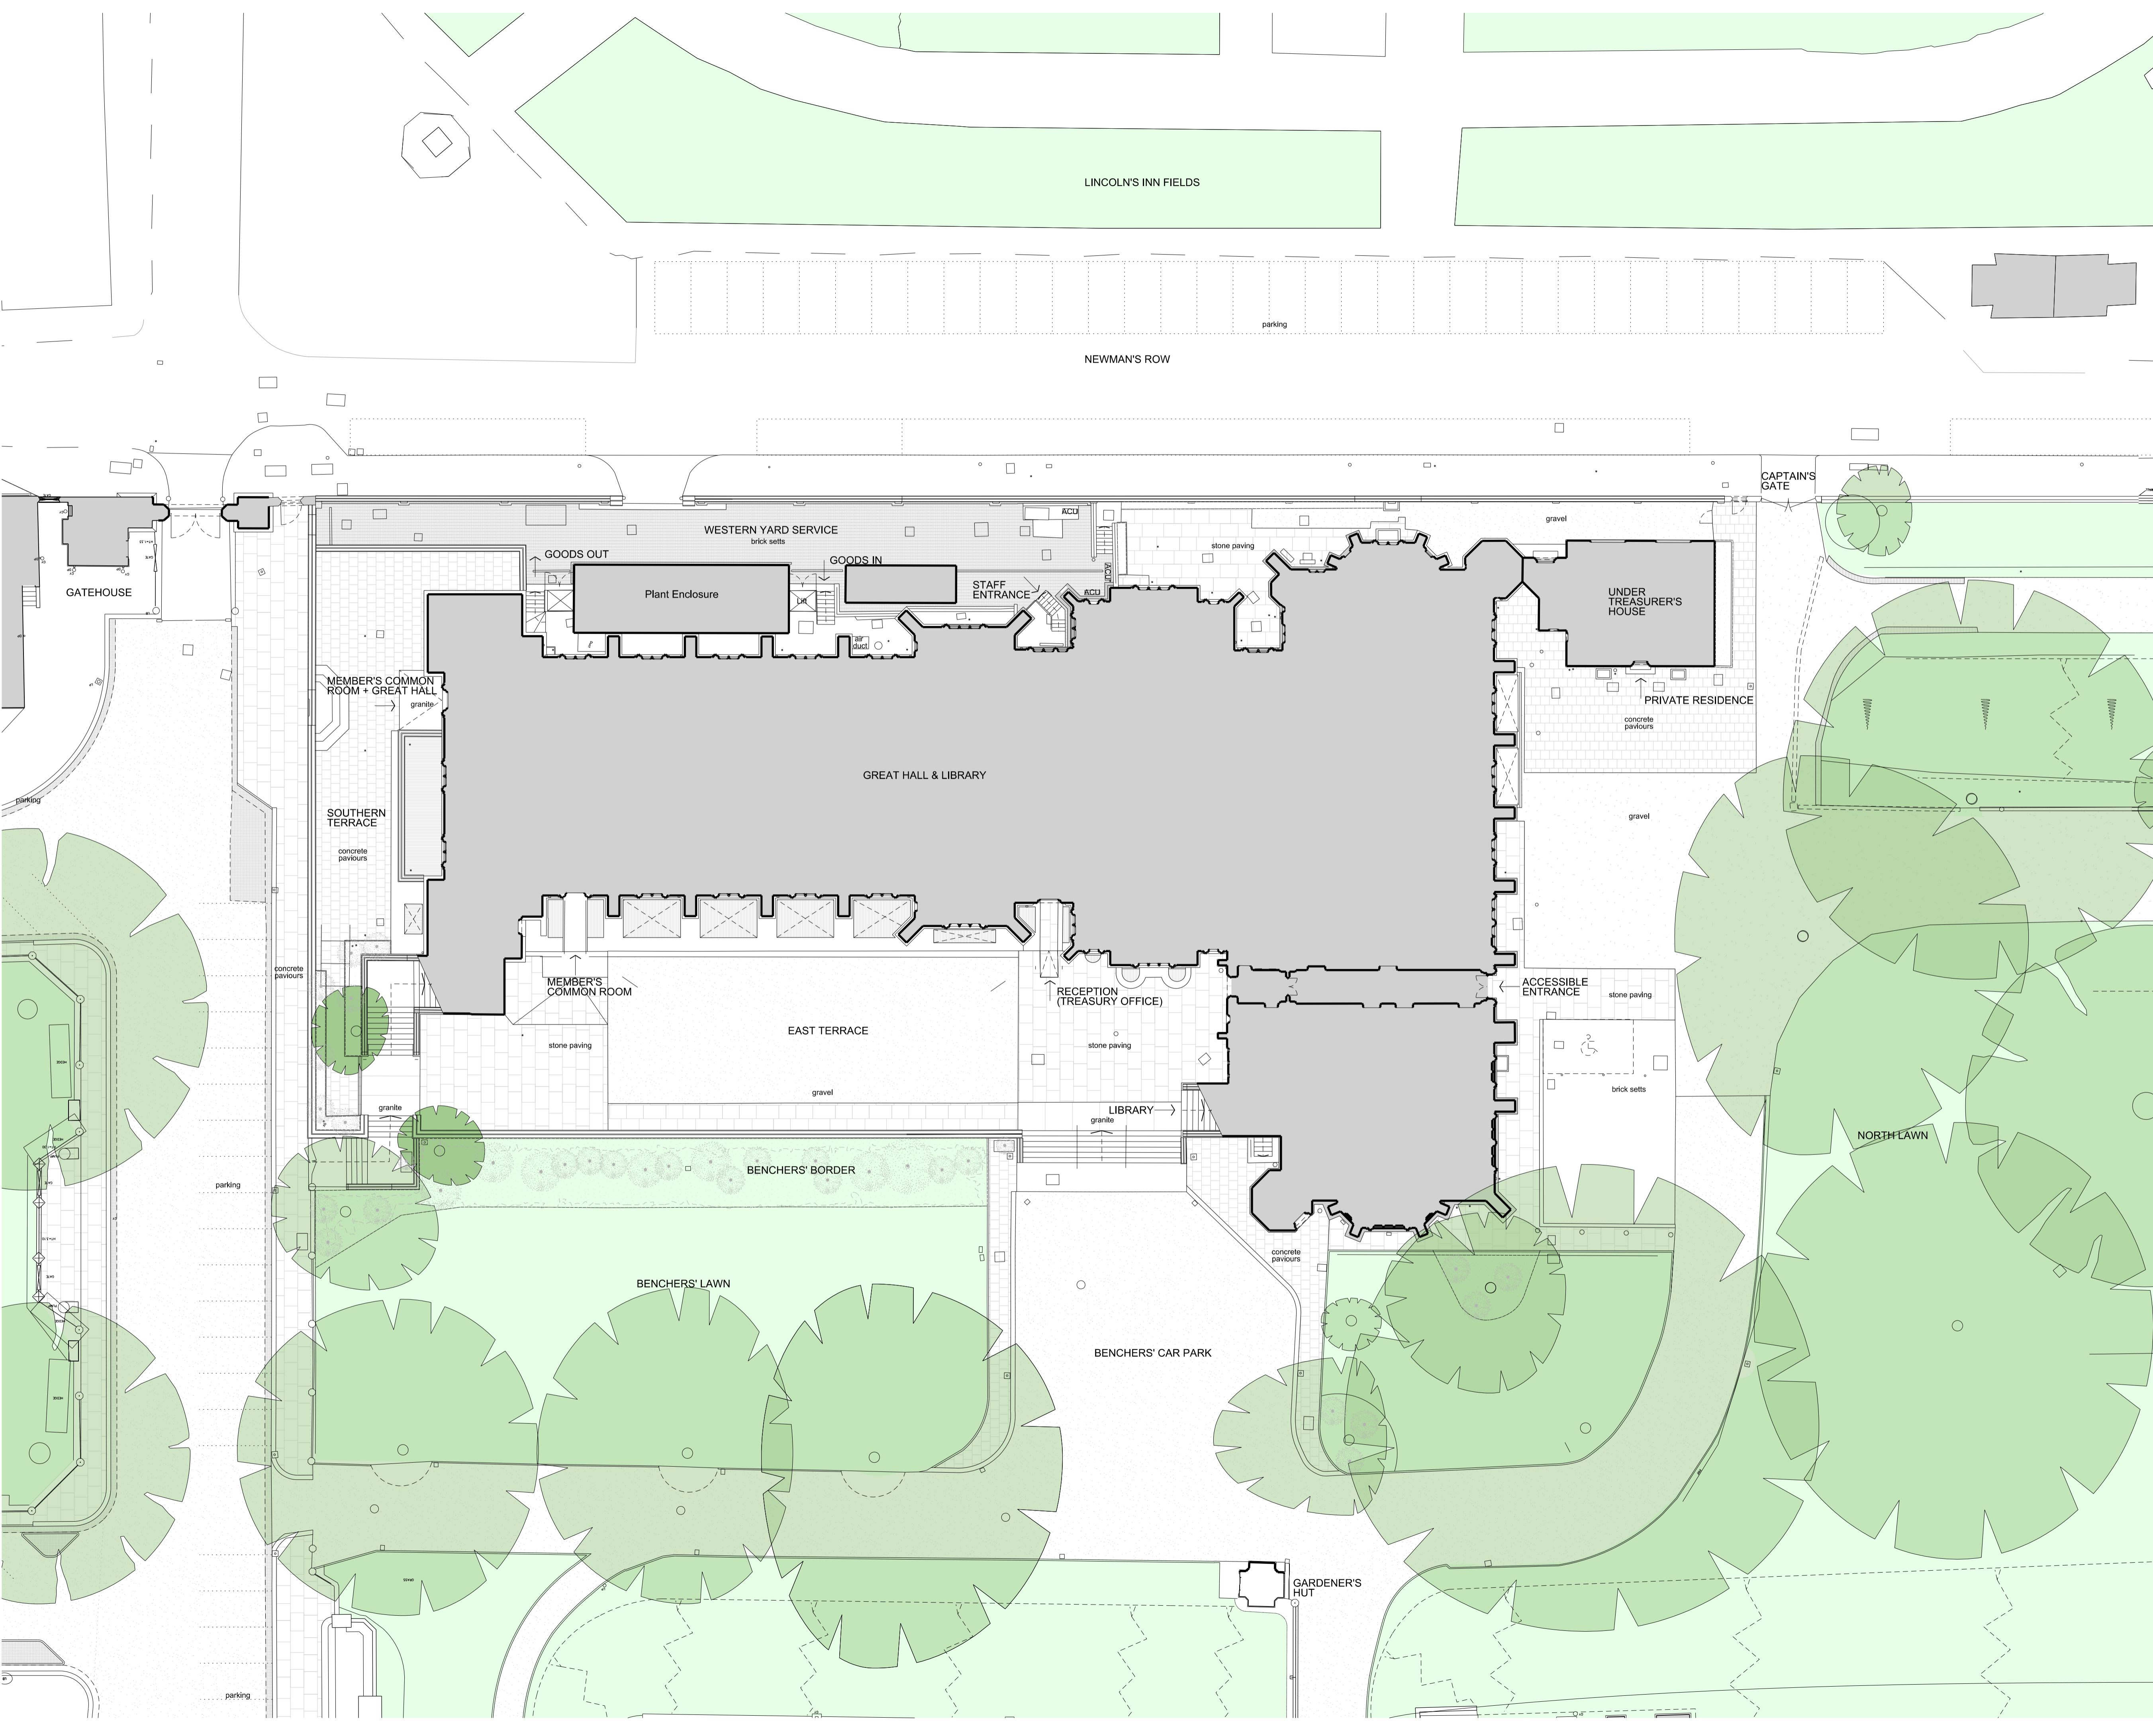 LINCOLN'S INN FIELDS
parking
NEWMAN'S ROW
CAPTAIN'S
GATE
ACU
WESTERN YARD SERVICE
brick setts
gravel
stone paving
GOODS OUT
GOODS IN
ACU
STAFF
ENTRANCE
ACU
GATEHOUSE
Plant Enclosure
Lift
UNDER
TREASURER'S
HOUSE
air
duct
MEMBER'S COMMON
ROOM + GREAT HALL
granite
PRIVATE RESIDENCE
concrete
paviours
GREAT HALL & LIBRARY
parking
SOUTHERN
TERRACE
gravel
concrete
paviours
concrete
paviours
MEMBER'S
COMMON ROOM
RECEPTION
(TREASURY OFFICE)
ACCESSIBLE
ENTRANCE
stone paving
EAST TERRACE
stone paving
stone paving
brick setts
gravel
granite
LIBRARY
granite
NORTH LAWN
BENCHERS' BORDER
parking
concrete
paviours
BENCHERS' LAWN
BENCHERS' CAR PARK
GARDENER'S
HUT
parking